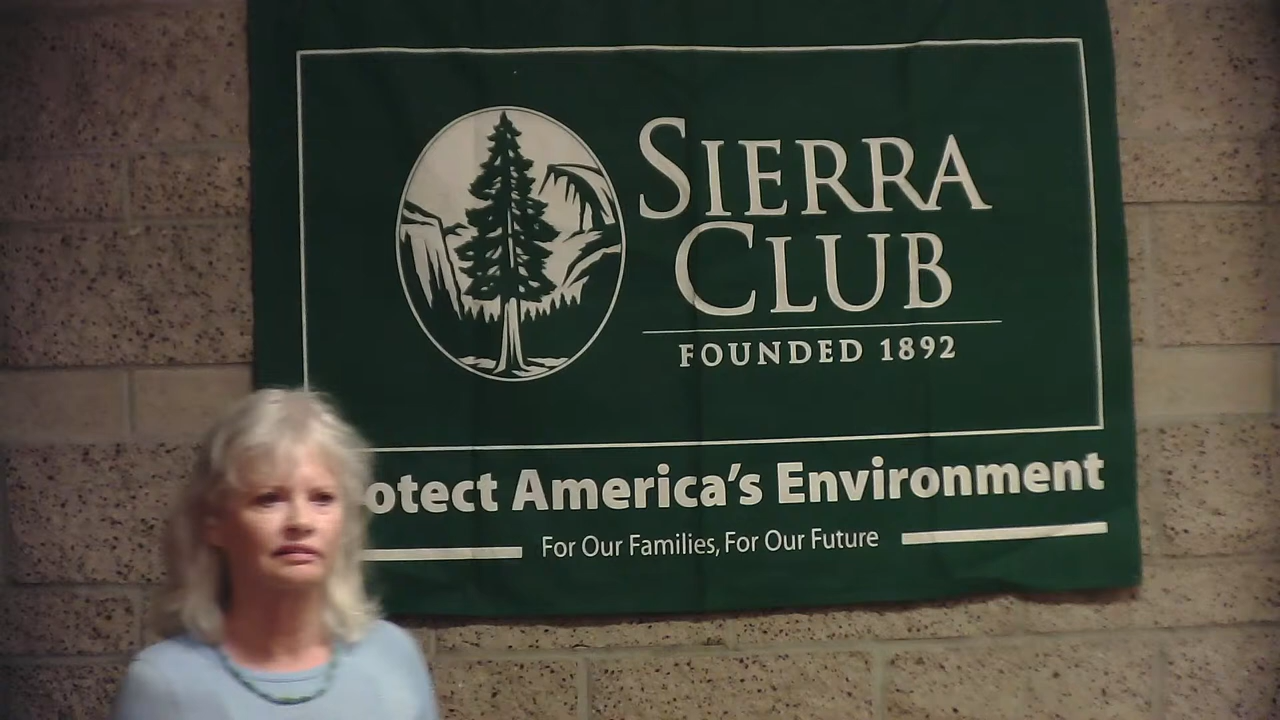 SIERRA
CLUB
FOUNDED 1892
otect America's Environment
For Our Families, For Our Future